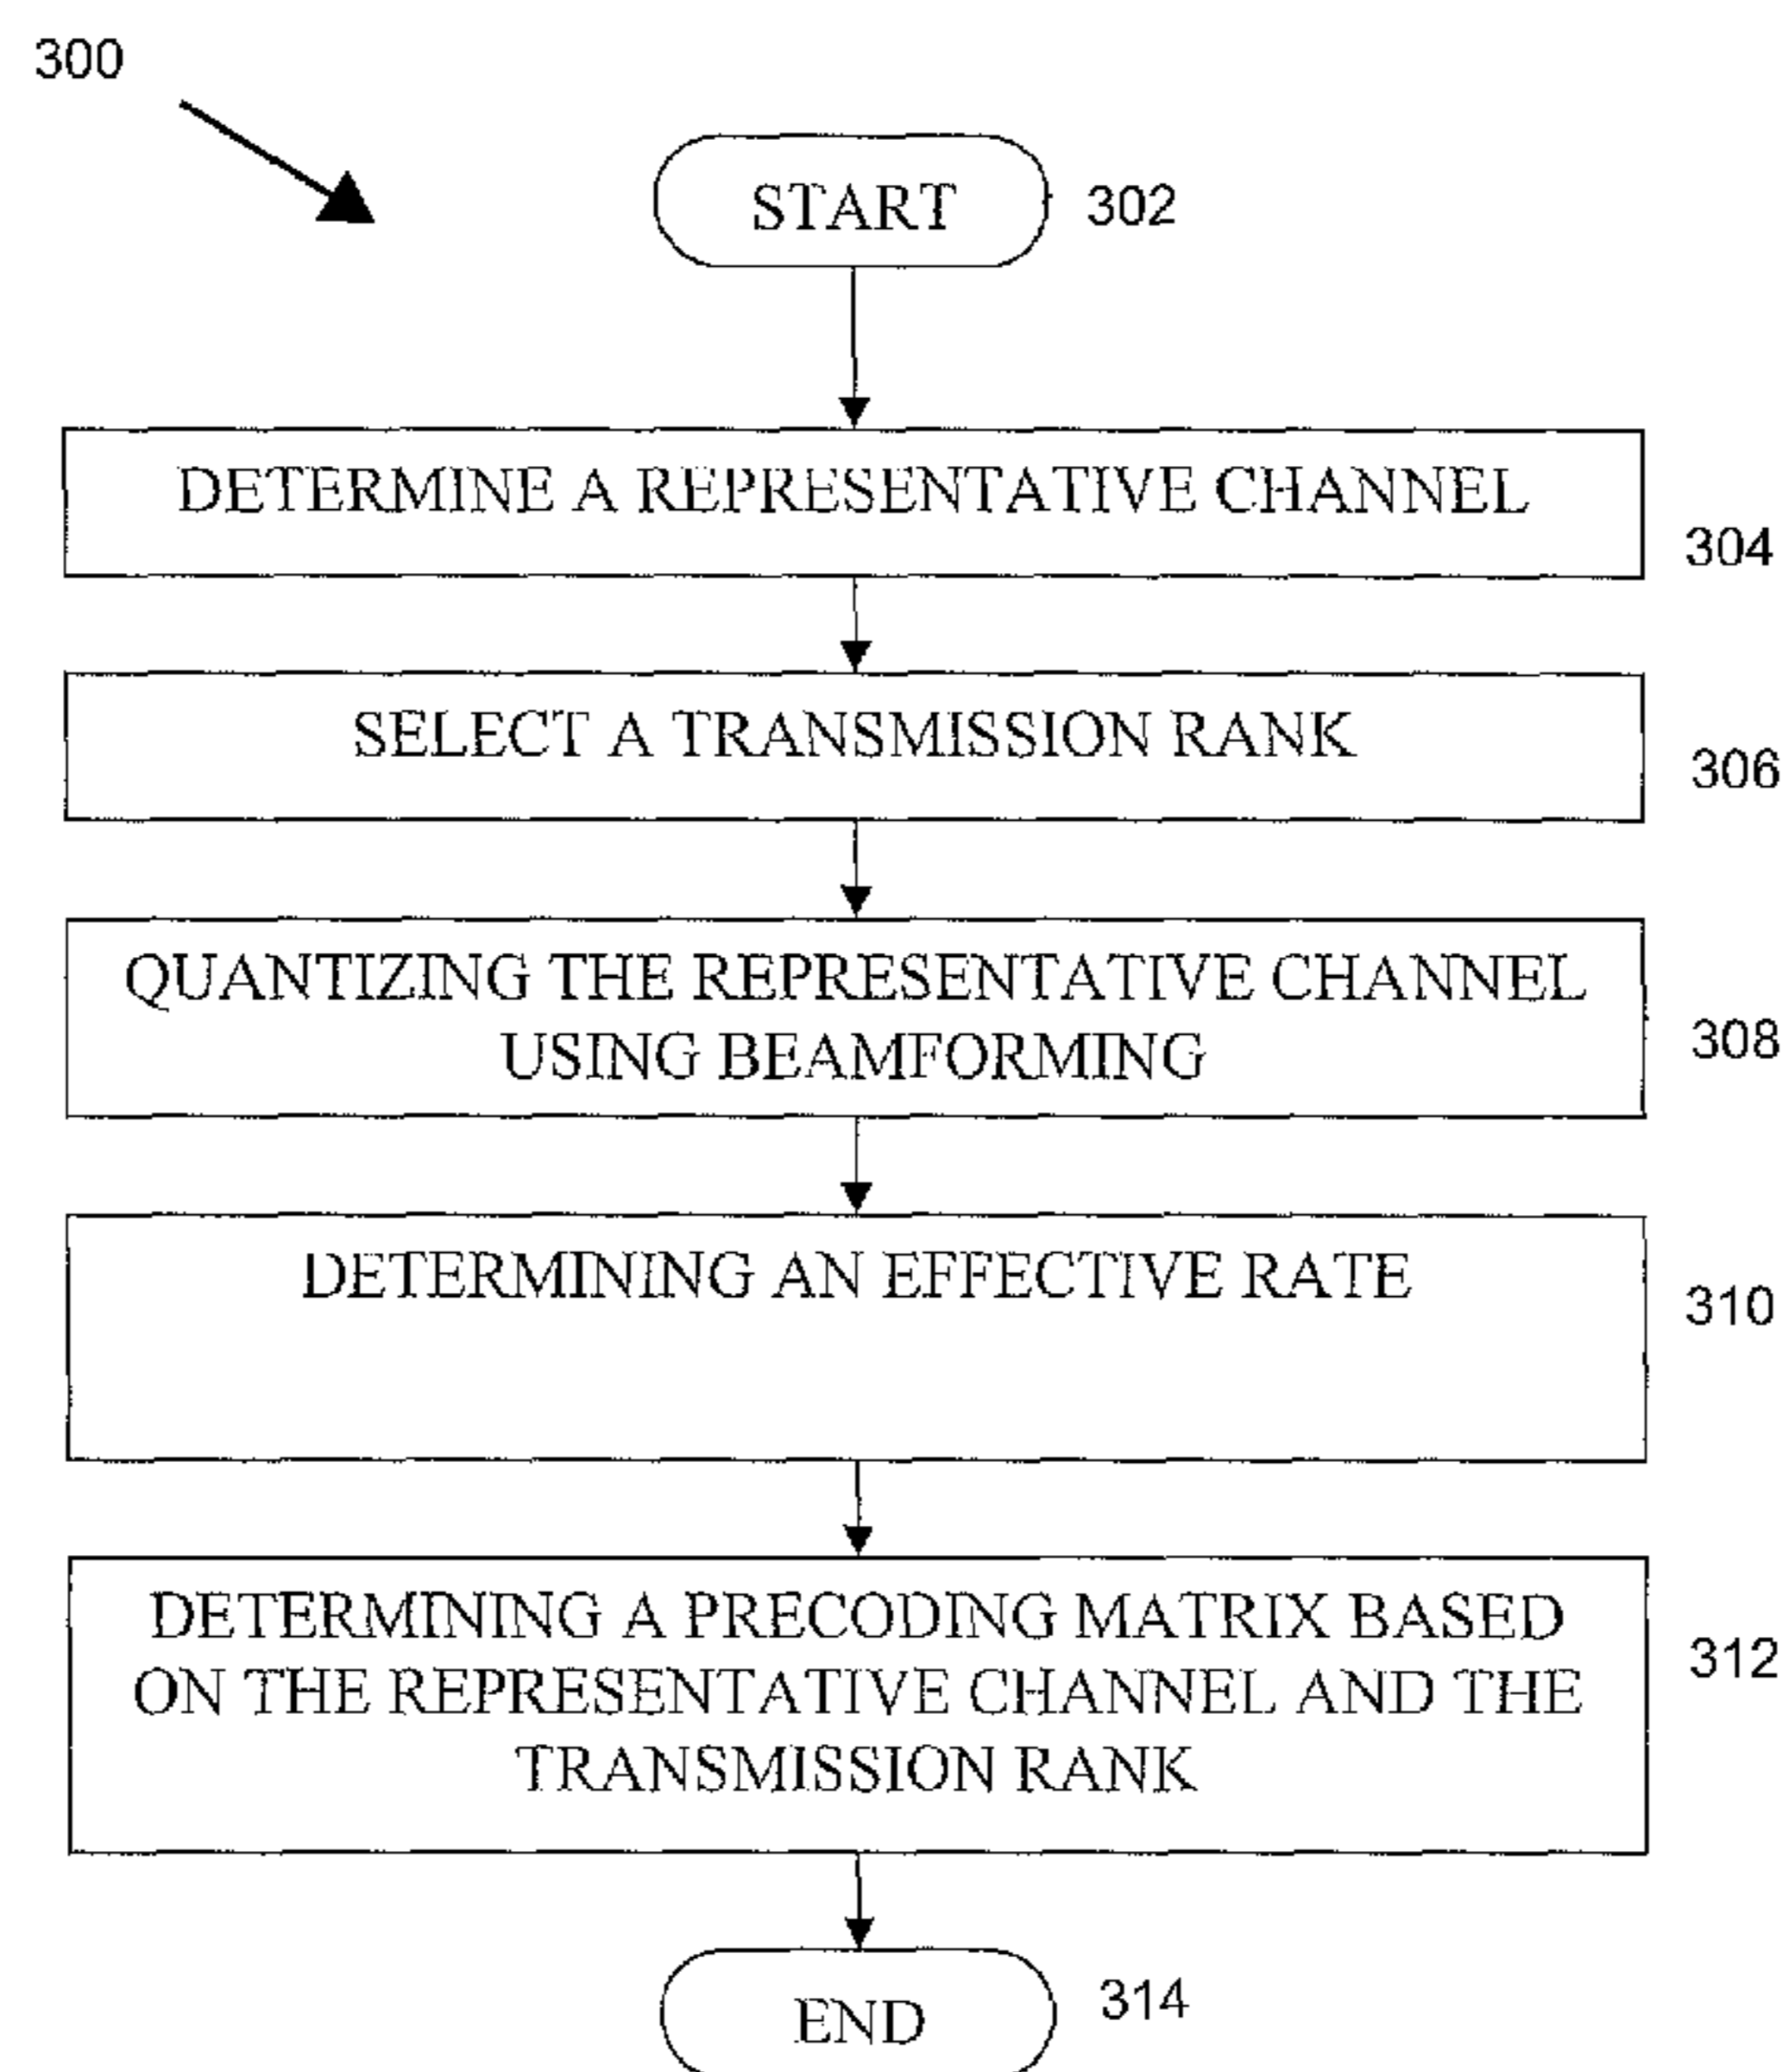 300
START
302
DETERMINE A REPRESENTATIVE CHANNEL
304
SELECT A TRANSMISSION RANK
306
QUANTIZING THE REPRESENTATIVE CHANNEL
USING BEAMFORMING
308
DETERMINING AN EFFECTIVE RATE
310
DETERMINING A PRECODING MATRIX BASED
ON THE REPRESENTATIVE CHANNEL AND THE
TRANSMISSION RANK
312
END
314